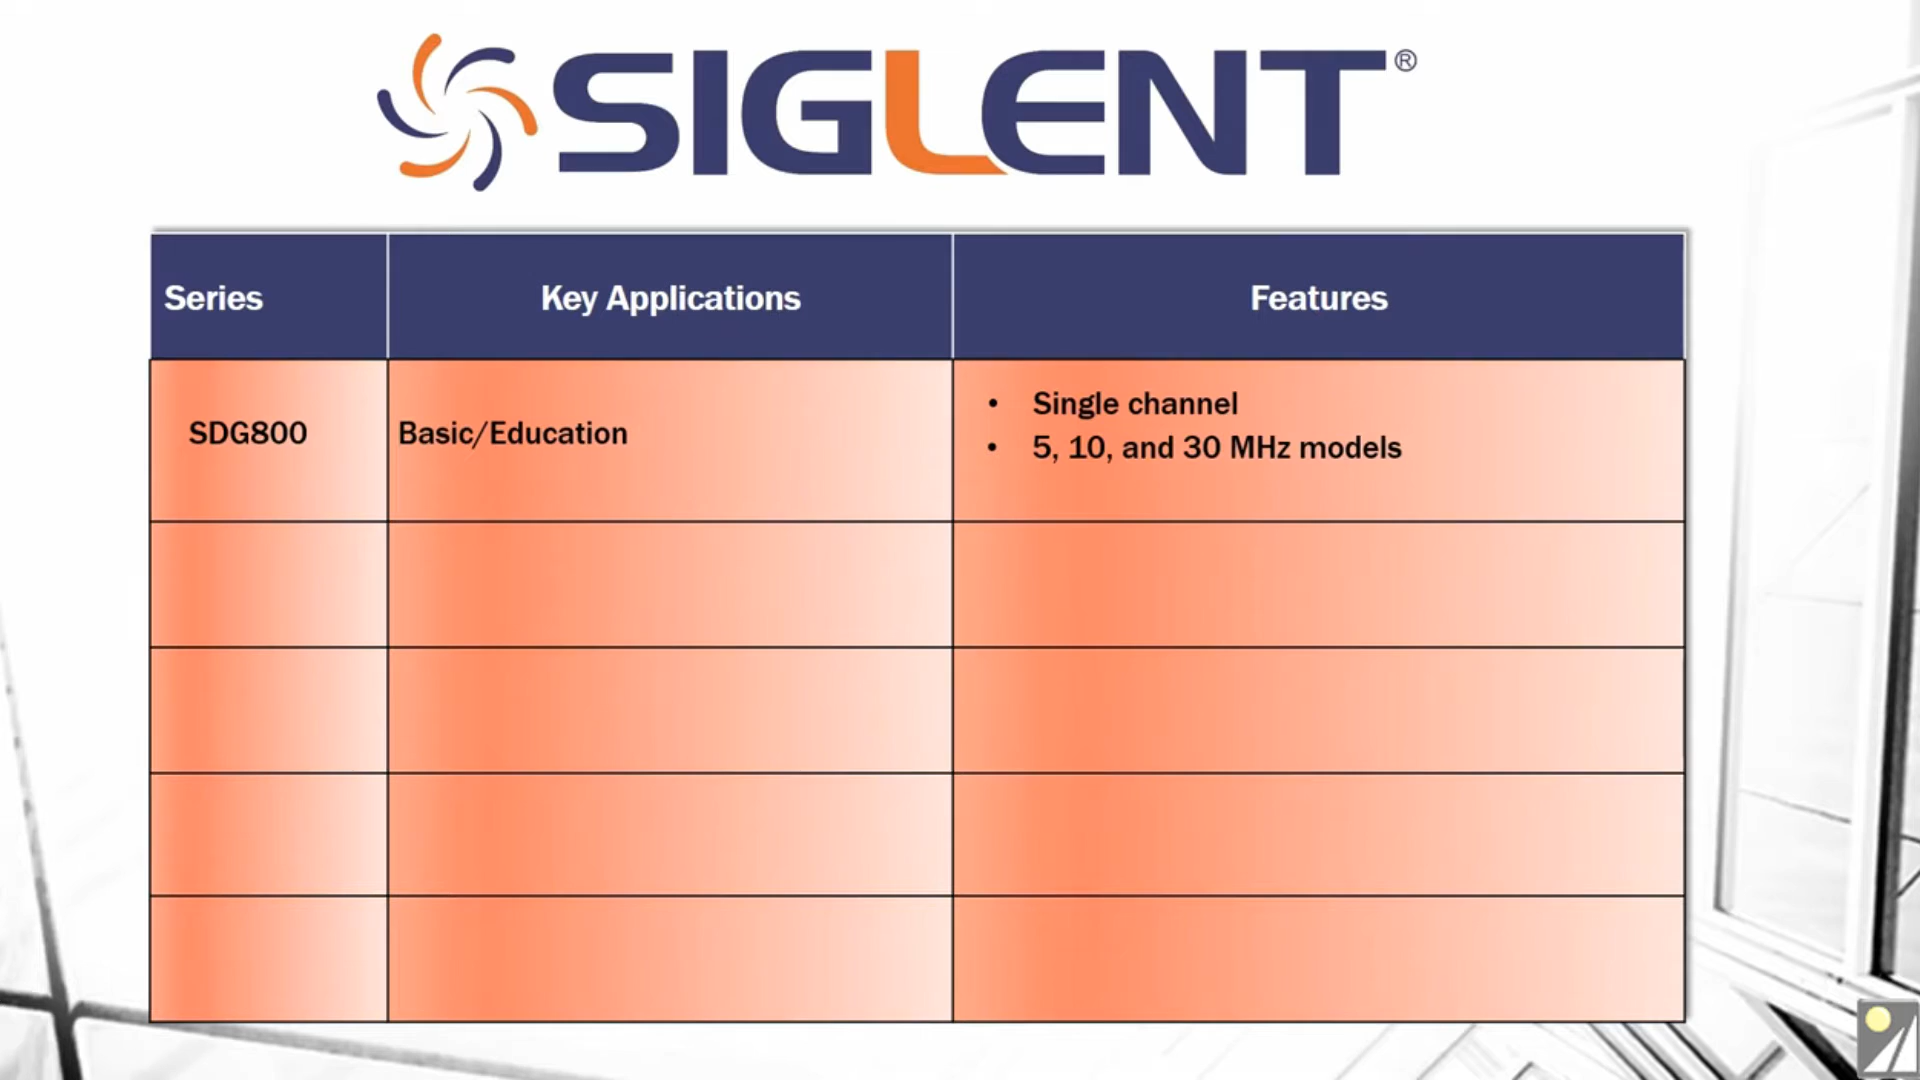 SIGLENT®
Series Key Applications Features
SDG800 Basic/Education
• Single channel
• 5, 10, and 30 MHz models